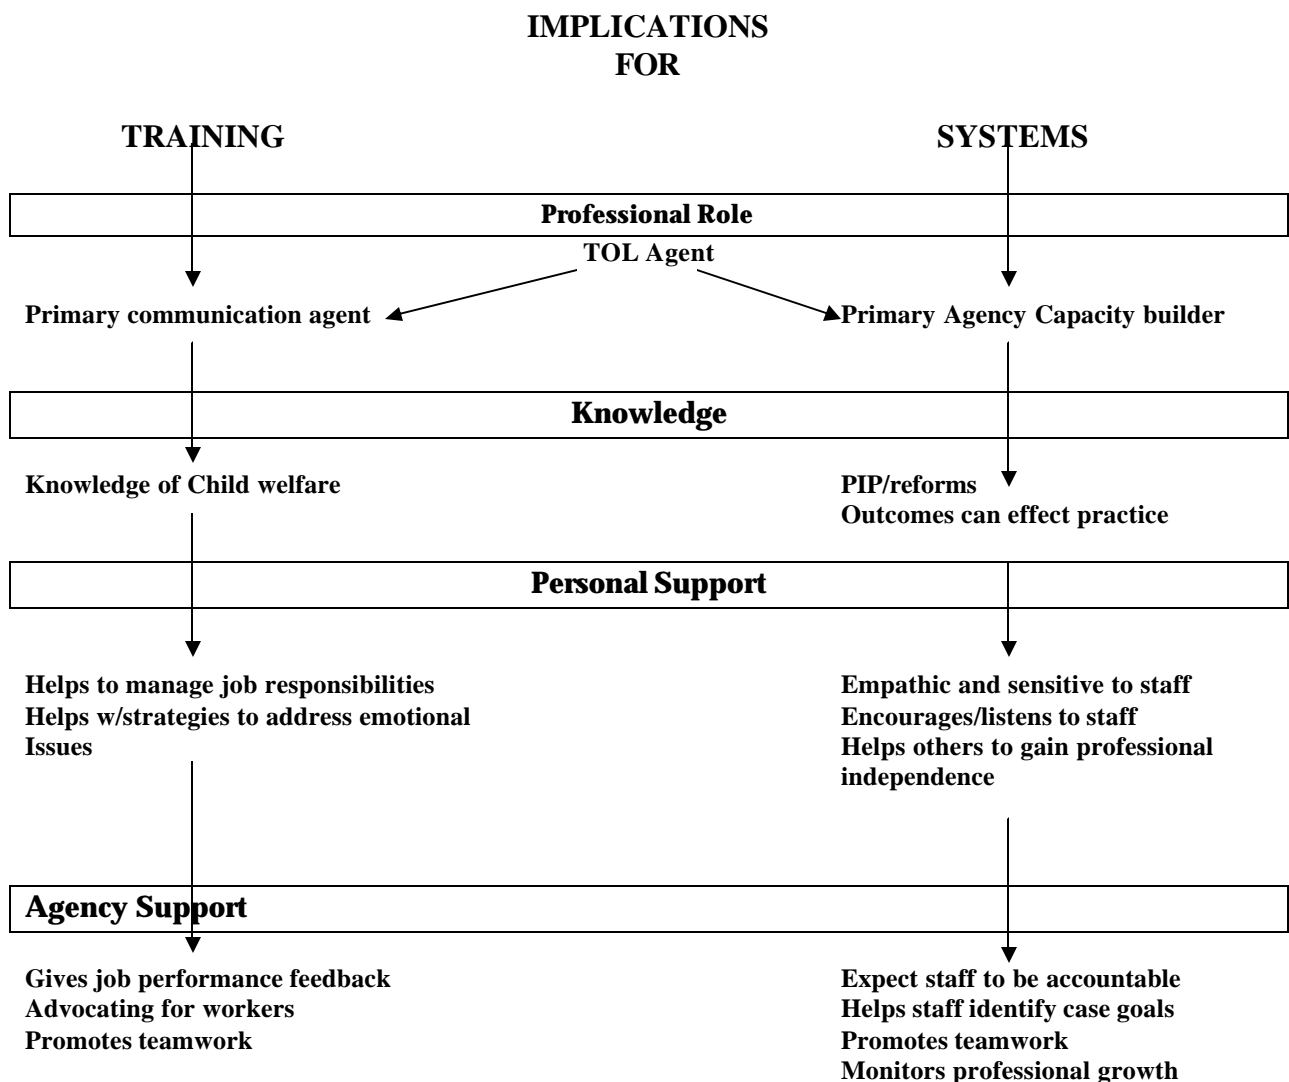 IMPLICATIONS
FOR
TRAINING
SYSTEMS
Professional Role
TOL Agent
Primary communication agent
Primary Agency Capacity builder
Knowledge
Knowledge of Child welfare
PIP/reforms
Outcomes can effect practice
Personal Support
Helps to manage job responsibilities
Helps w/strategies to address emotional
Issues
Empathic and sensitive to staff
Encourages/listens to staff
Helps others to gain professional
independence
Agency Support
Gives job performance feedback
Advocating for workers
Promotes teamwork
Expect staff to be accountable
Helps staff identify case goals
Promotes teamwork
Monitors professional growth